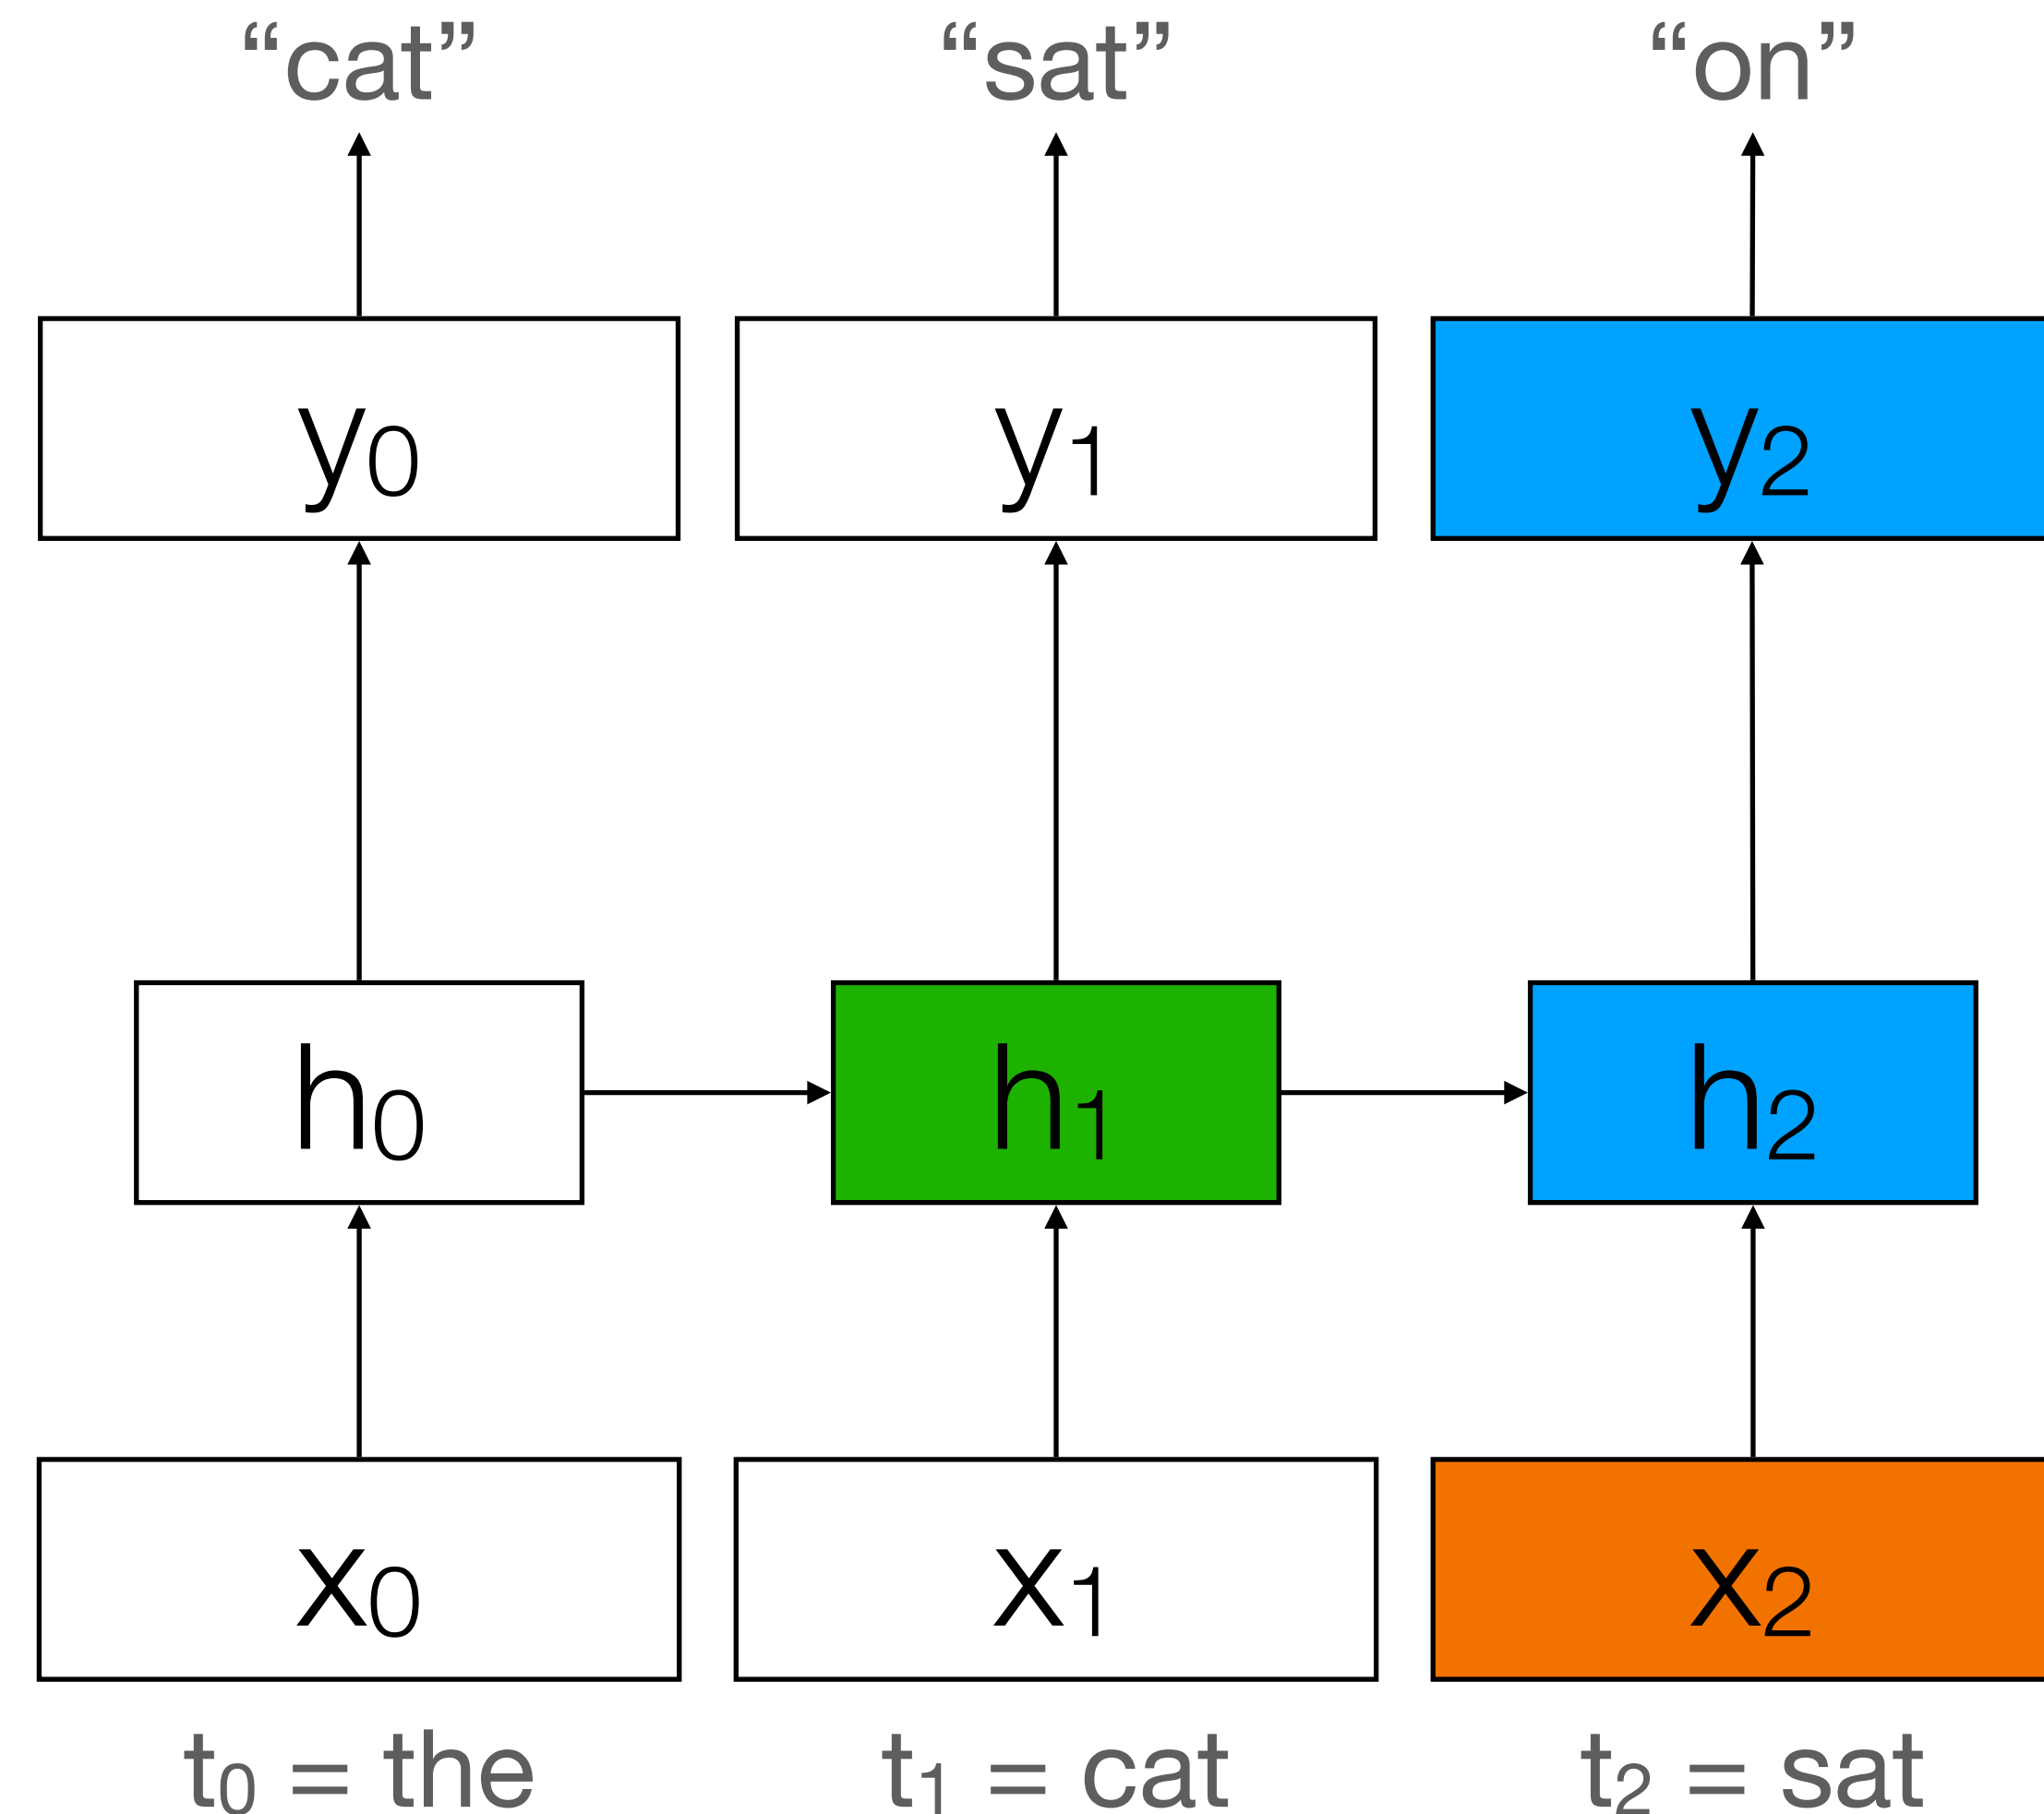 “cat” “sat” “on”
y0 y1 y2
h0 h1 h2
x0 x1 x2
t0 = the t1 = cat t2 = sat